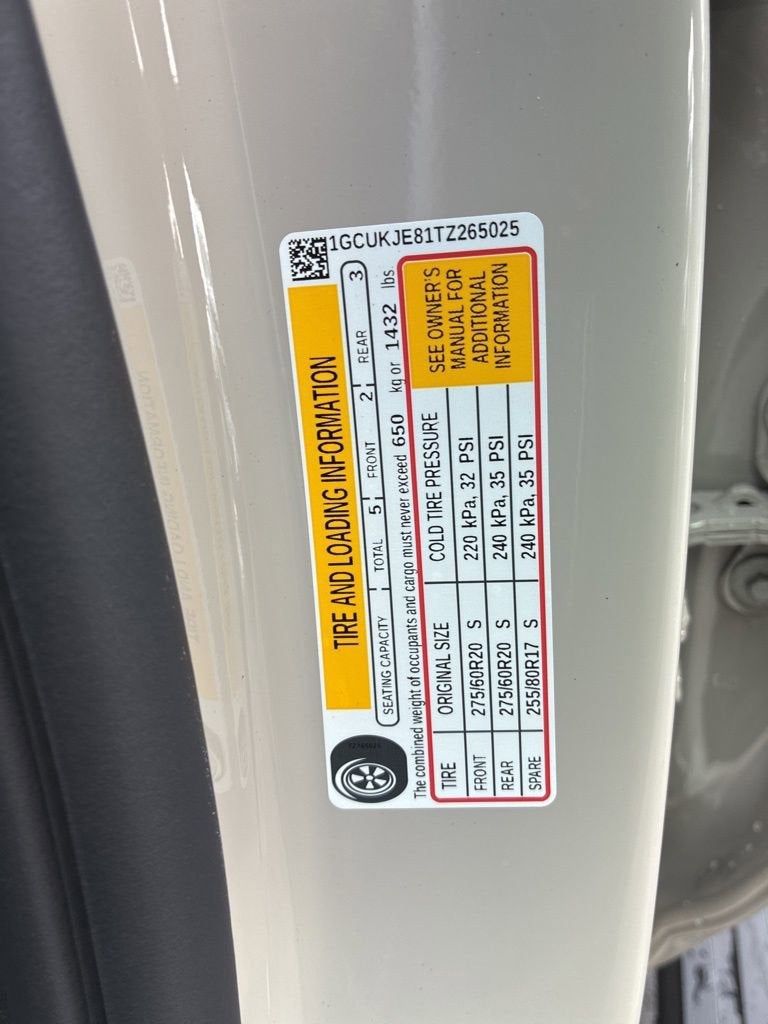 1GCUKJE81TZ265025
TIRE AND LOADING INFORMATION
SEATING CAPACITY TOTAL 5 FRONT 2 REAR 3
The combined weight of occupants and cargo must never exceed 650 kg or 1432 lbs.
TIRE ORIGINAL SIZE COLD TIRE PRESSURE
FRONT 275/60R20 S 220 kPa, 32 PSI
REAR 275/60R20 S 240 kPa, 35 PSI
SPARE 255/80R17 S 240 kPa, 35 PSI
SEE OWNER'S
MANUAL FOR
ADDITIONAL
INFORMATION
TZ265025